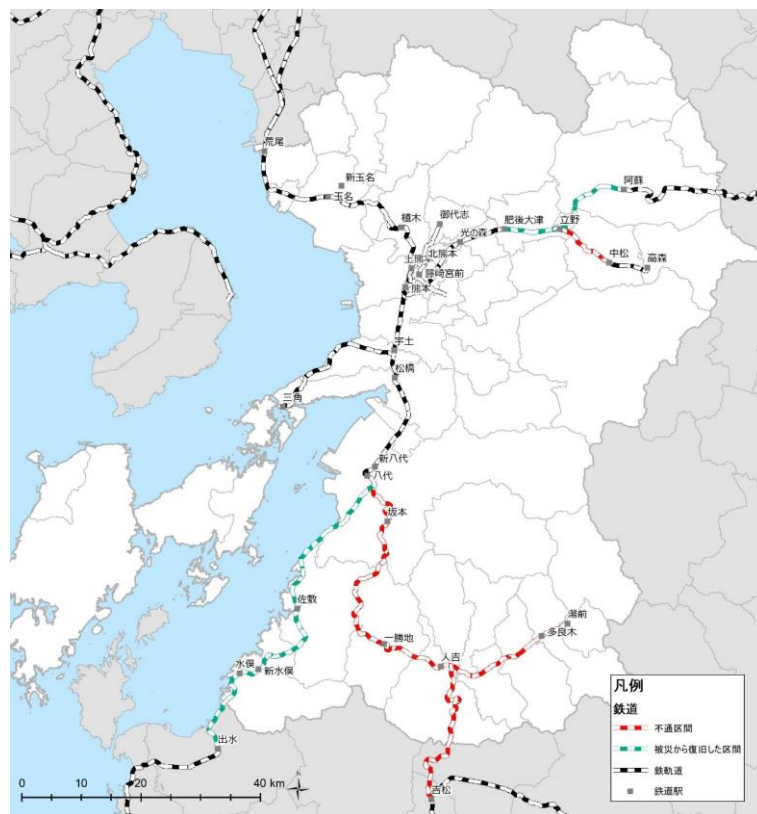 荒尾
新玉名
玉名
阿蘇
植木
御代志
肥後大津
立野
光の森
北熊本
上熊本
中松
高森
藤崎宮前
熊本
宇土
松橋
三角
新八代
八代
坂本
佐敷
湯前
多良木
一勝地
人吉
水俣
新水俣
出水
吉松
凡例
鉄道
不通区間
被災から復旧した区間
鉄軌道
鉄道駅
0 10 20 40 km